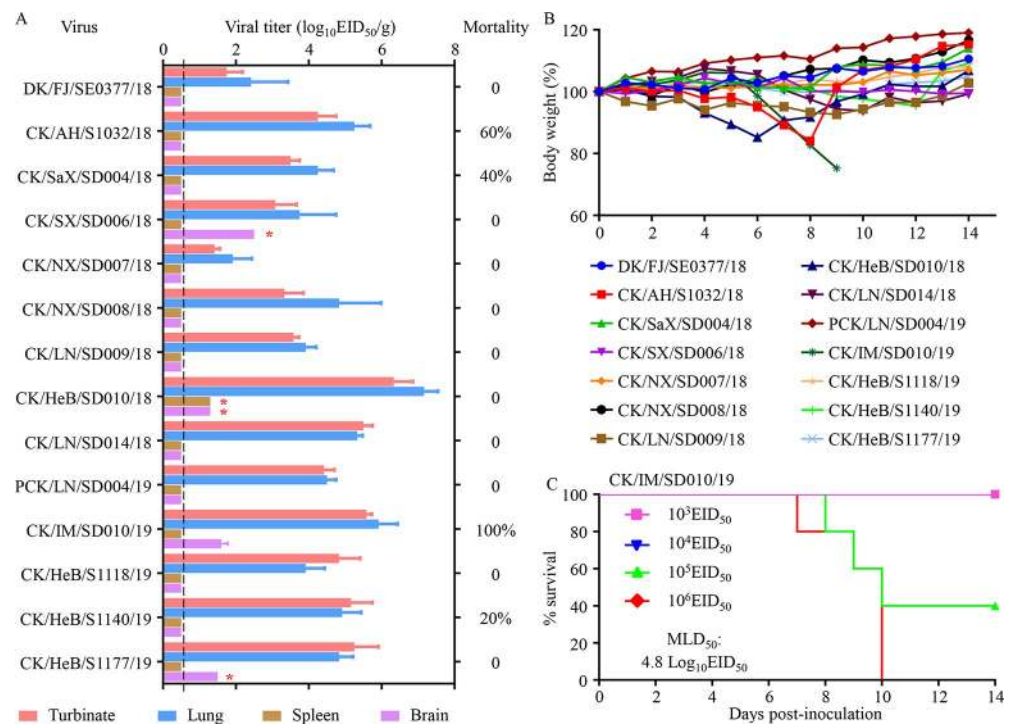 A
Virus
Viral titer (log₁₀EID₅₀/g)
Mortality
0 2 4 6 8
DK/FJ/SE0377/18 0
CK/AH/S1032/18 60%
CK/SaX/SD004/18 40%
CK/SX/SD006/18 * 0
CK/NX/SD007/18 0
CK/NX/SD008/18 0
CK/LN/SD009/18 0
CK/HeB/SD010/18 * * 0
CK/LN/SD014/18 0
PCK/LN/SD004/19 0
CK/IM/SD010/19 100%
CK/HeB/S1118/19 0
CK/HeB/S1140/19 20%
CK/HeB/S1177/19 * 0
Turbinate Lung Spleen Brain
B
Body weight (%)
120
100
80
60
0 2 4 6 8 10 12 14
DK/FJ/SE0377/18 CK/HeB/SD010/18
CK/AH/S1032/18 CK/LN/SD014/18
CK/SaX/SD004/18 PCK/LN/SD004/19
CK/SX/SD006/18 CK/IM/SD010/19
CK/NX/SD007/18 CK/HeB/S1118/19
CK/NX/SD008/18 CK/HeB/S1140/19
CK/LN/SD009/18 CK/HeB/S1177/19
C
CK/IM/SD010/19
% survival
100
80
60
40
20
0
10³EID₅₀
10⁴EID₅₀
10⁵EID₅₀
10⁶EID₅₀
MLD₅₀:
4.8 Log₁₀EID₅₀
0 2 4 6 8 10 12 14
Days post-inoculation